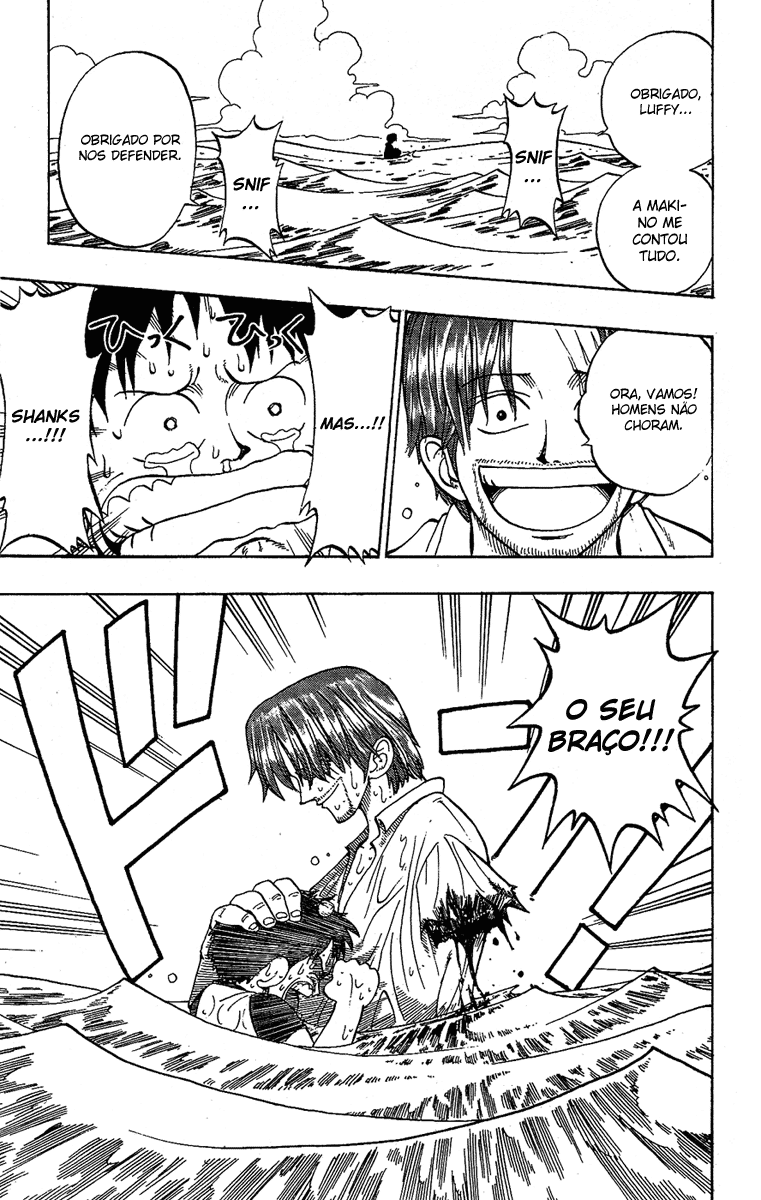 OBRIGADO,
LUFFY...
A MAKI-
NO ME
CONTOU
TUDO.
SNIF
...
SNIF
...
OBRIGADO POR
NOS DEFENDER.
ORA, VAMOS!
HOMENS NÃO
CHORAM.
MAS...!!
ひっく
ひっく
SHANKS
...!!!
O SEU
BRAÇO!!!
ドン